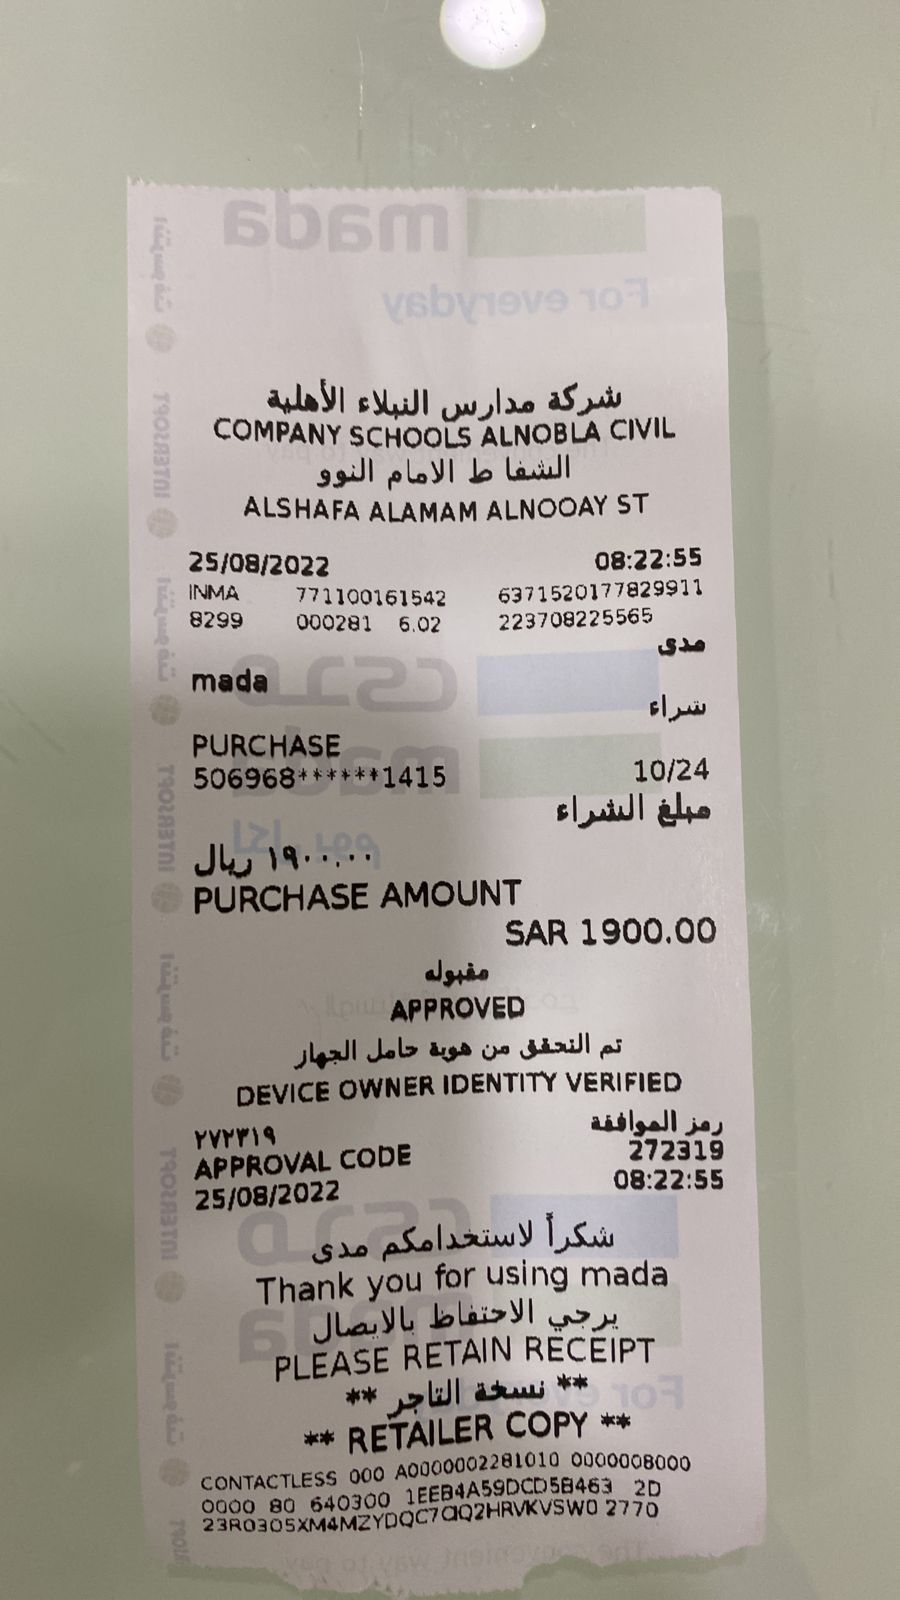 شركة مدارس النبلاء الأهلية
COMPANY SCHOOLS ALNOBLA CIVIL
الشفا ط الامام النوو
ALSHAFA ALAMAM ALNOOAY ST
25/08/2022 08:22:55
INMA 771100161542 6371520177829911
8299 000281 6.02 223708225565
مدى
mada
شراء
PURCHASE
506968******1415 10/24
مبلغ الشراء
١٩٠٠.٠٠ ريال
PURCHASE AMOUNT
SAR 1900.00
مقبوله
APPROVED
تم التحقق من هوية حامل الجهاز
DEVICE OWNER IDENTITY VERIFIED
٢٧٢٣١٩ رمز الموافقة
APPROVAL CODE 272319
25/08/2022 08:22:55
شكراً لاستخدامكم مدى
Thank you for using mada
يرجي الاحتفاظ بالايصال
PLEASE RETAIN RECEIPT
** نسخة التاجر **
** RETAILER COPY **
CONTACTLESS 000 A0000002281010 0000008000
0000 80 640300 1EEB4A59DCD5B463 2D
2770